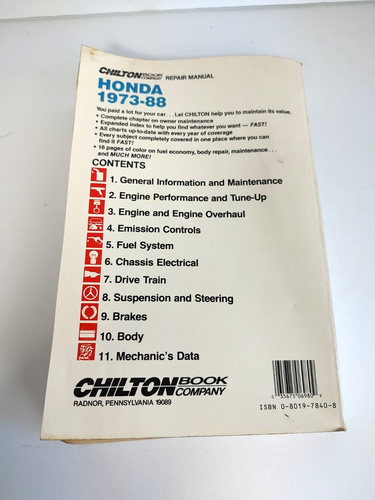 CHILTON BOOK COMPANY REPAIR MANUAL
HONDA
1973-88
You paid a lot for your car . . . Let CHILTON help you to maintain its value.
• Complete chapter on owner maintenance
• Expanded index to help you find whatever you want — FAST!
• All charts up-to-date with every year of coverage
• Every subject completely covered in one place where you can
find it FAST!
• 16 pages of color on fuel economy, body repair, maintenance . . .
and MUCH MORE!
CONTENTS
1. General Information and Maintenance
2. Engine Performance and Tune-Up
3. Engine and Engine Overhaul
4. Emission Controls
5. Fuel System
6. Chassis Electrical
7. Drive Train
8. Suspension and Steering
9. Brakes
10. Body
11. Mechanic's Data
CHILTON BOOK COMPANY
RADNOR, PENNSYLVANIA 19089
0 35675 06980 9
ISBN 0-8019-7840-8